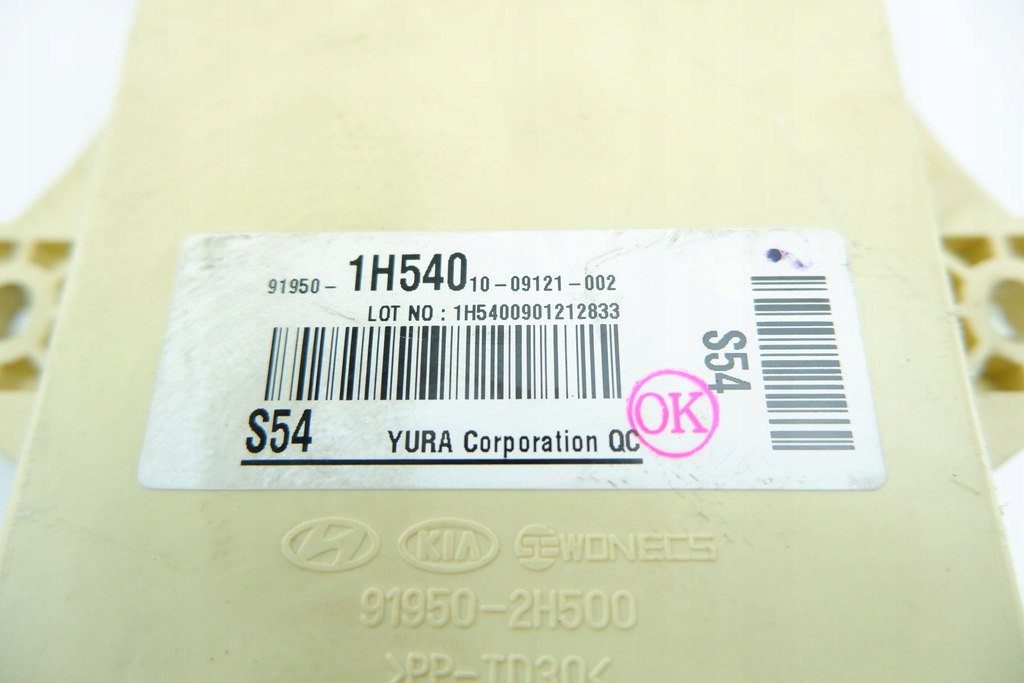 91950- 1H540 10-09121-002
LOT NO : 1H5400901212833
S54
S54
OK
YURA Corporation QC
KIA SEWONECS
91950-2H500
>PP-TD30<